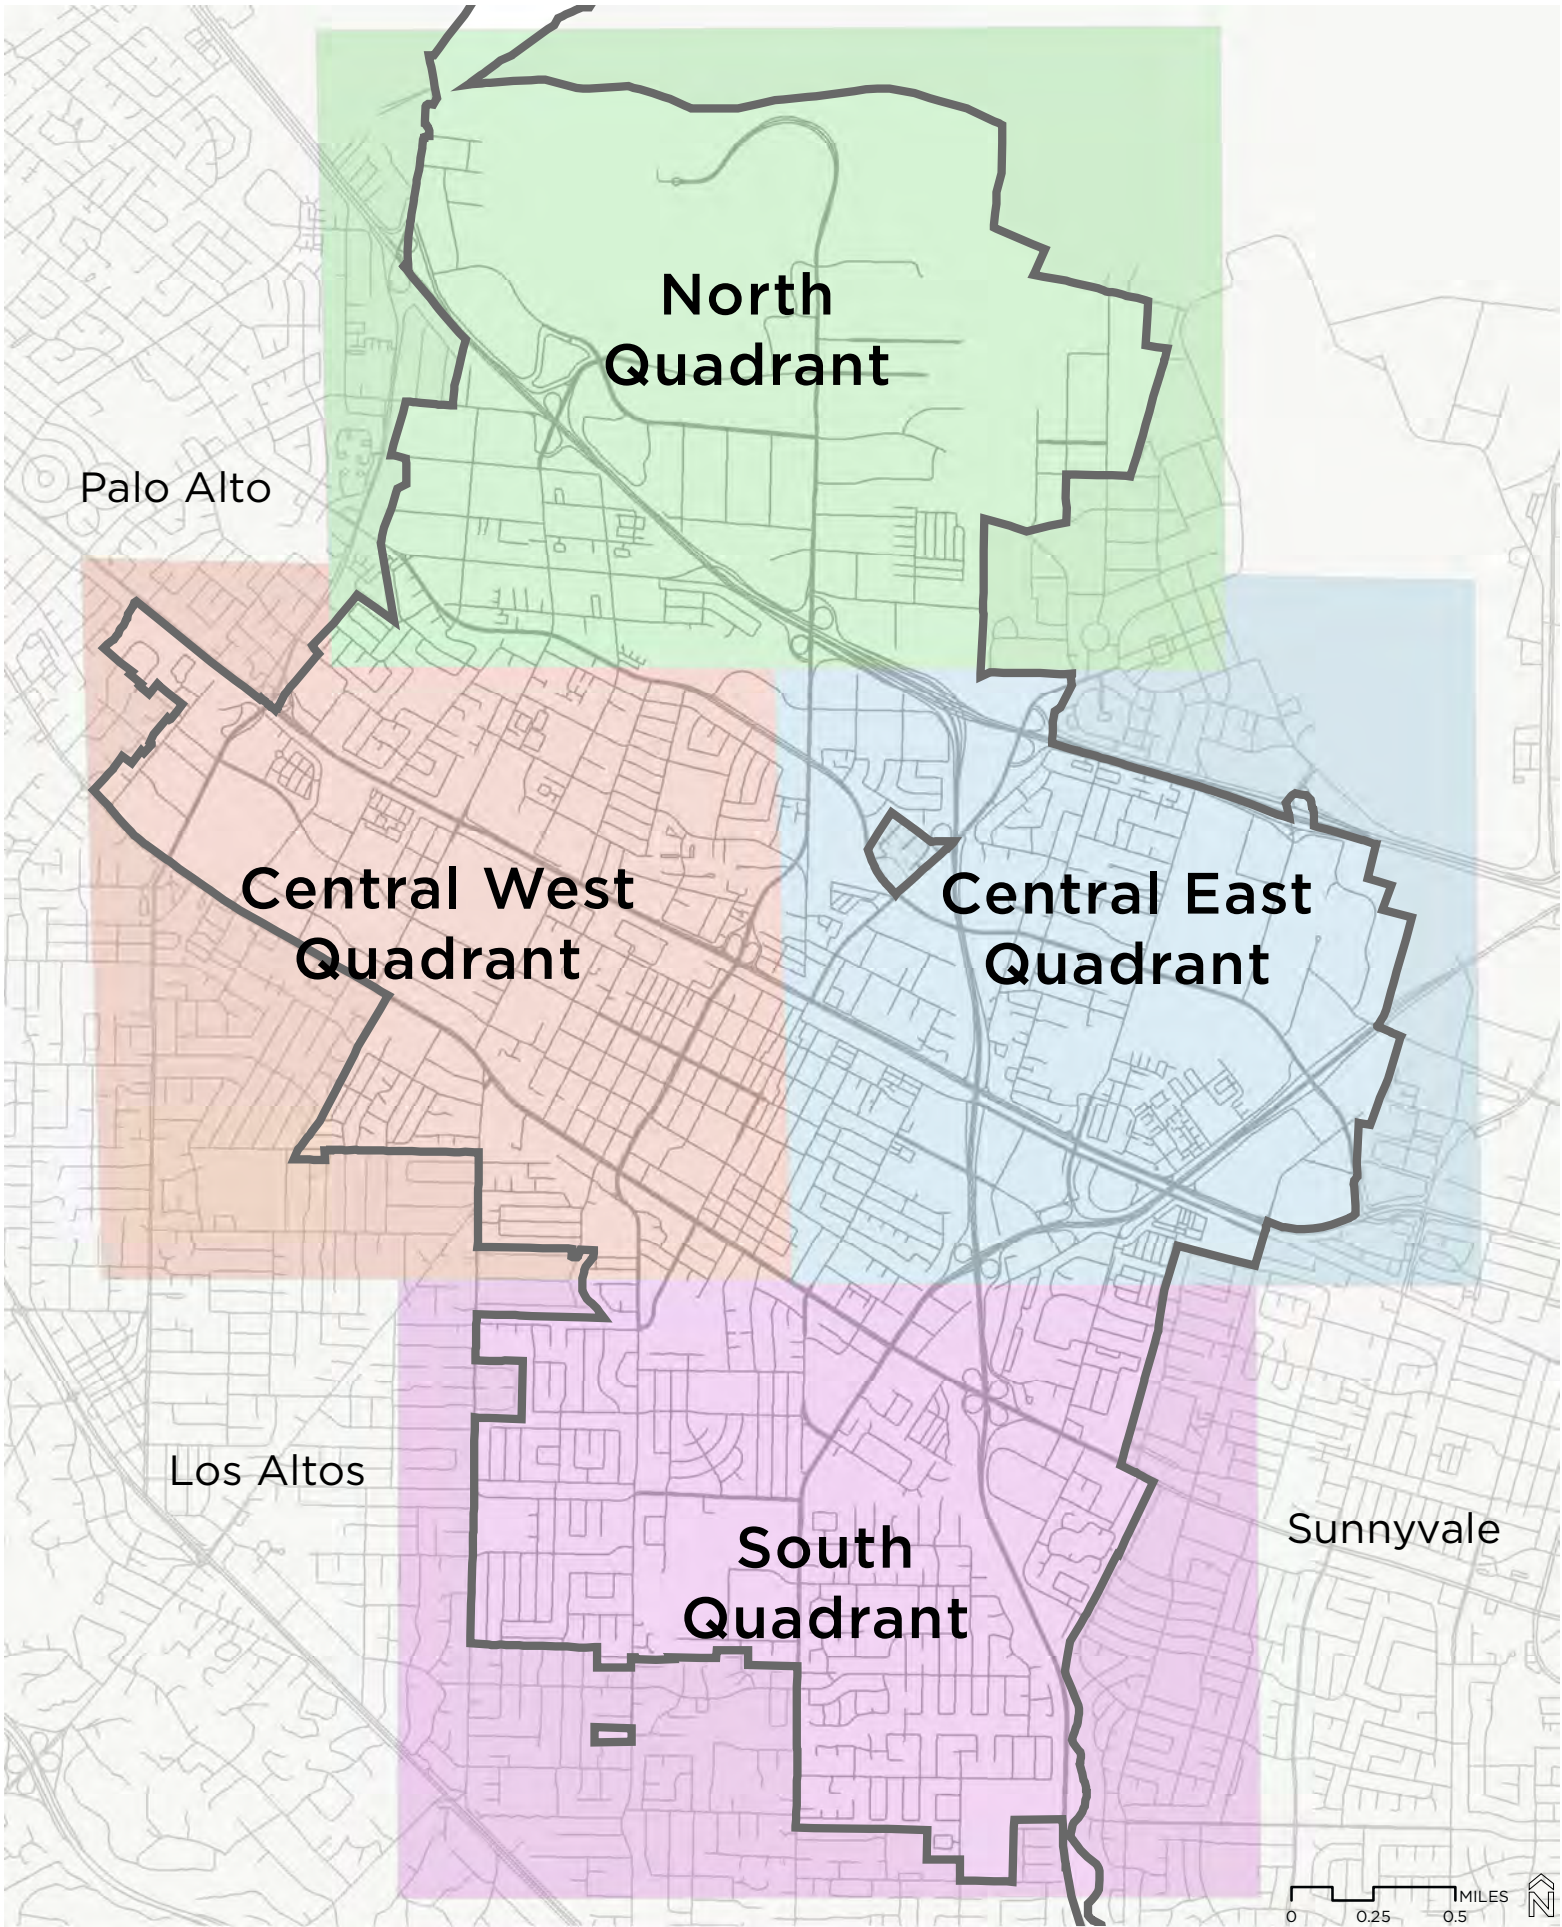 North
Quadrant
Palo Alto
Central West
Quadrant
Central East
Quadrant
Los Altos
South
Quadrant
Sunnyvale
MILES
0 0.25 0.5
N